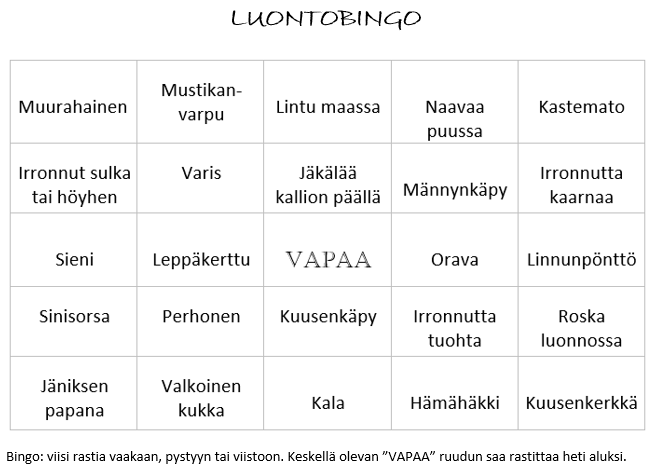 LUONTOBINGO
Muurahainen
Mustikan-
varpu
Lintu maassa
Naavaa
puussa
Kastemato
Irronnut sulka
tai höyhen
Varis
Jäkälää
kallion päällä
Männynkäpy
Irronnutta
kaarnaa
Sieni
Leppäkerttu
VAPAA
Orava
Linnunpönttö
Sinisorsa
Perhonen
Kuusenkäpy
Irronnutta
tuohta
Roska
luonnossa
Jäniksen
papana
Valkoinen
kukka
Kala
Hämähäkki
Kuusenkerkkä
Bingo: viisi rastia vaakaan, pystyyn tai viistoon. Keskellä olevan ”VAPAA” ruudun saa rastittaa heti aluksi.